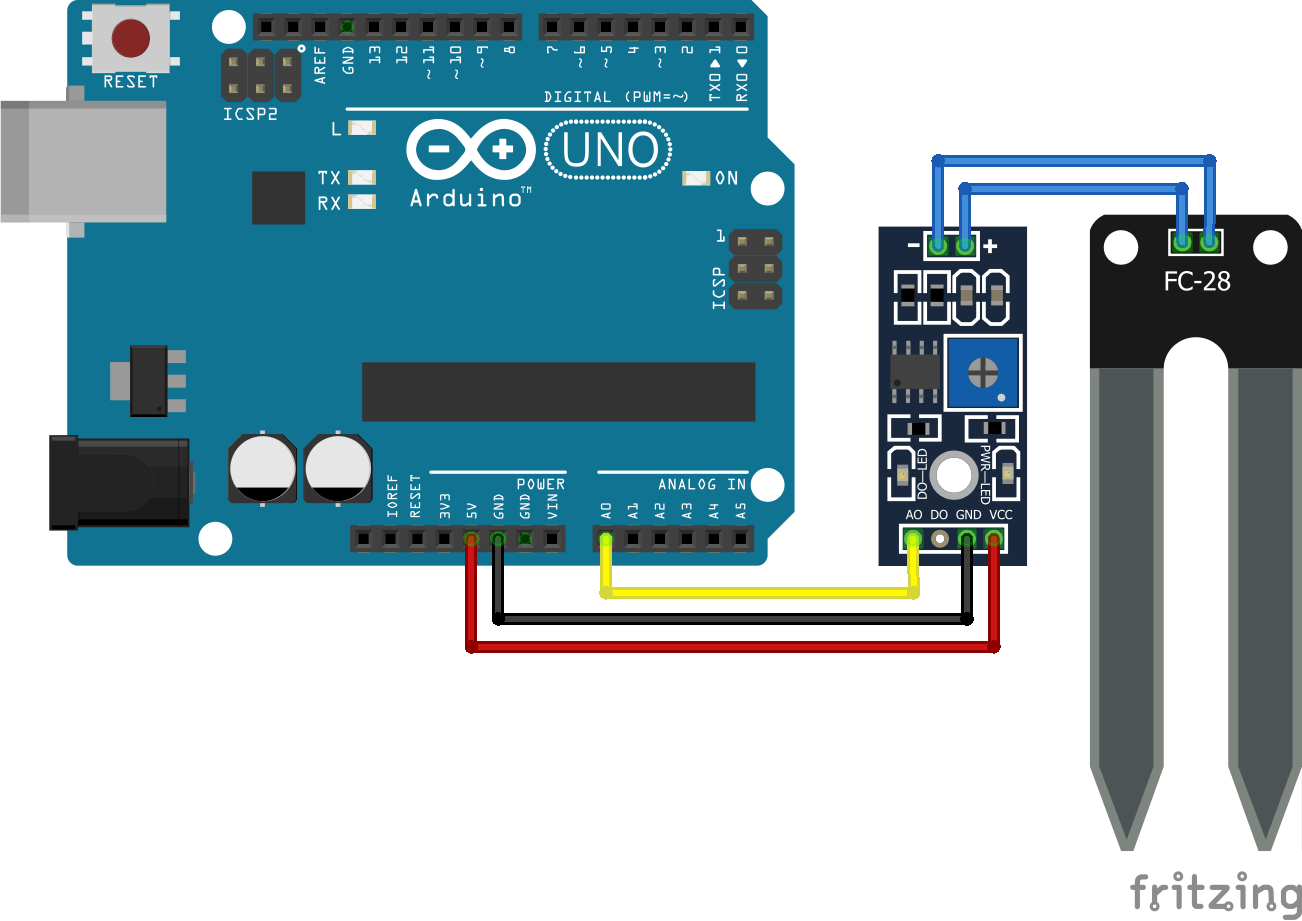 RESET
ICSP2
AREF
GND
13
12
~11
~10
~9
8
7
~6
~5
4
~3
2
TX0▶1
RX0◀0
DIGITAL (PWM=~)
L
TX
RX
- +
UNO
Arduino™
ON
1
ICSP
IOREF
RESET
3V3
5V
GND
GND
VIN
POWER
A0
A1
A2
A3
A4
A5
ANALOG IN
- +
DO-LED
PWR-LED
AO DO GND VCC
FC-28
fritzing